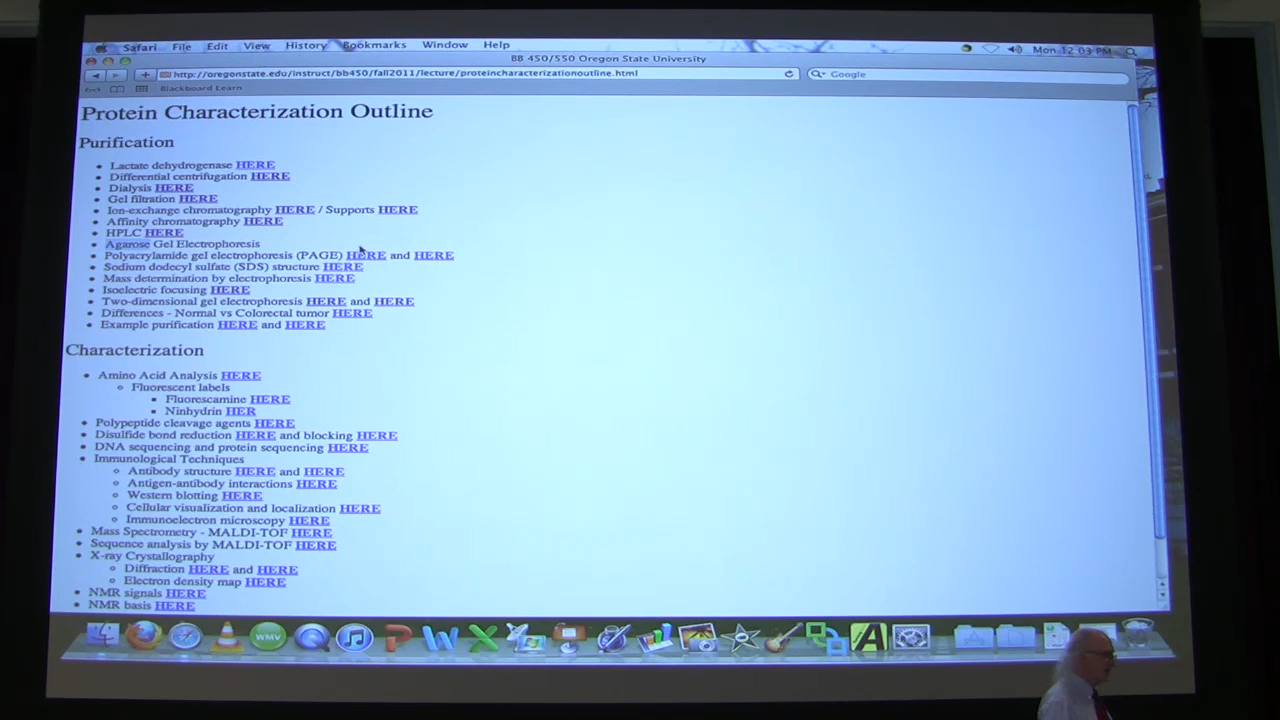 Safari File Edit View History Bookmarks Window Help Mon 12:03 PM
BB 450/550 Oregon State University
http://oregonstate.edu/instruct/bb450/fall2011/lecture/proteincharacterizationoutline.html Google
Blackboard Learn
Protein Characterization Outline
Purification
Lactate dehydrogenase HERE
Differential centrifugation HERE
Dialysis HERE
Gel filtration HERE
Ion-exchange chromatography HERE / Supports HERE
Affinity chromatography HERE
HPLC HERE
Agarose Gel Electrophoresis
Polyacrylamide gel electrophoresis (PAGE) HERE and HERE
Sodium dodecyl sulfate (SDS) structure HERE
Mass determination by electrophoresis HERE
Isoelectric focusing HERE
Two-dimensional gel electrophoresis HERE and HERE
Differences - Normal vs Colorectal tumor HERE
Example purification HERE and HERE
Characterization
Amino Acid Analysis HERE
Fluorescent labels
Fluorescamine HERE
Ninhydrin HER
Polypeptide cleavage agents HERE
Disulfide bond reduction HERE and blocking HERE
DNA sequencing and protein sequencing HERE
Immunological Techniques
Antibody structure HERE and HERE
Antigen-antibody interactions HERE
Western blotting HERE
Cellular visualization and localization HERE
Immunoelectron microscopy HERE
Mass Spectrometry - MALDI-TOF HERE
Sequence analysis by MALDI-TOF HERE
X-ray Crystallography
Diffraction HERE and HERE
Electron density map HERE
NMR signals HERE
NMR basis HERE
WMV